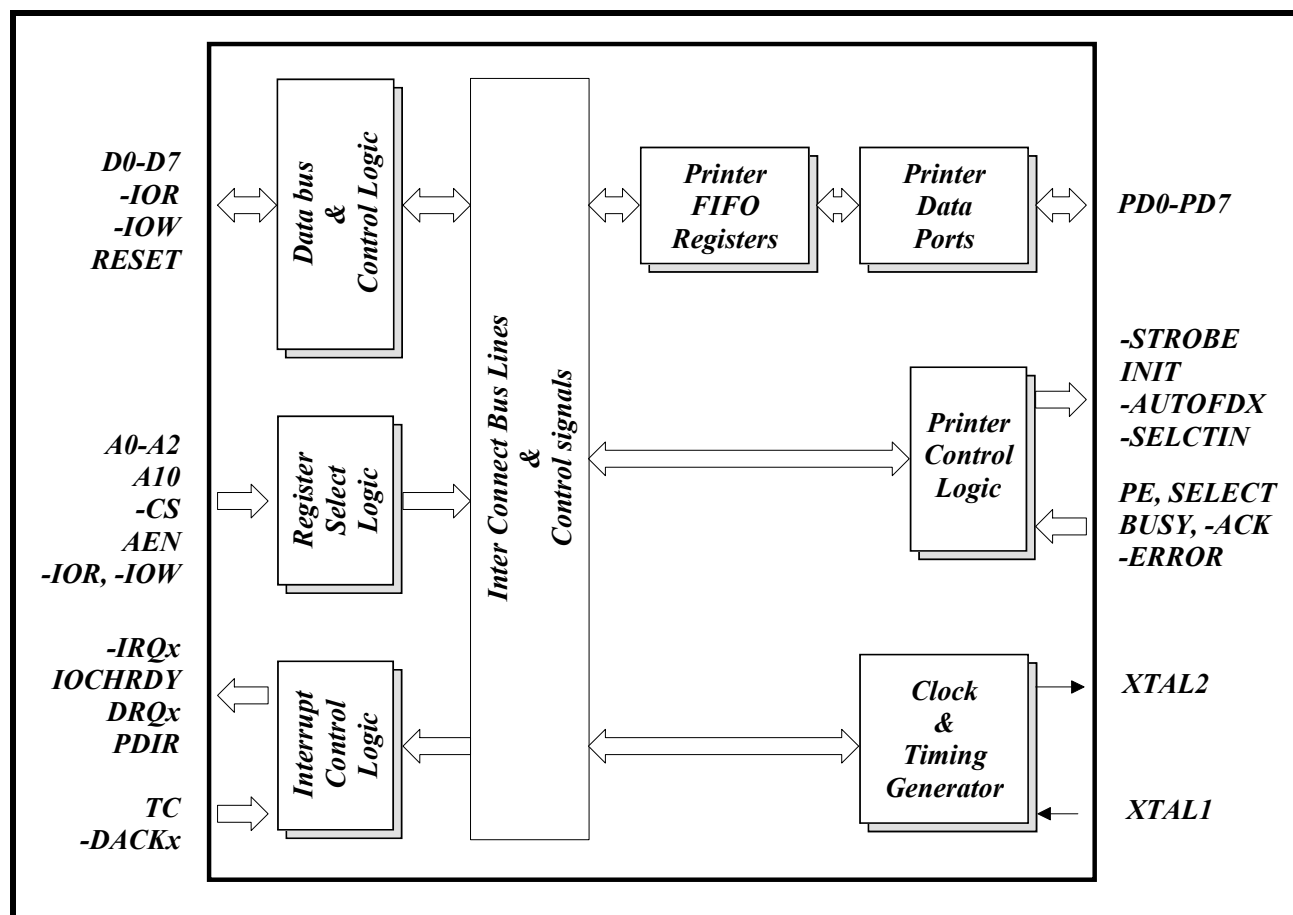 D0-D7
-IOR
-IOW
RESET
Data bus
&
Control Logic
A0-A2
A10
-CS
AEN
-IOR, -IOW
Register
Select
Logic
-IRQx
IOCHRDY
DRQx
PDIR
TC
-DACKx
Interrupt
Control
Logic
Inter Connect Bus Lines
&
Control signals
Printer
FIFO
Registers
Printer
Data
Ports
PD0-PD7
Printer
Control
Logic
-STROBE
INIT
-AUTOFDX
-SELCTIN
PE, SELECT
BUSY, -ACK
-ERROR
Clock
&
Timing
Generator
XTAL2
XTAL1